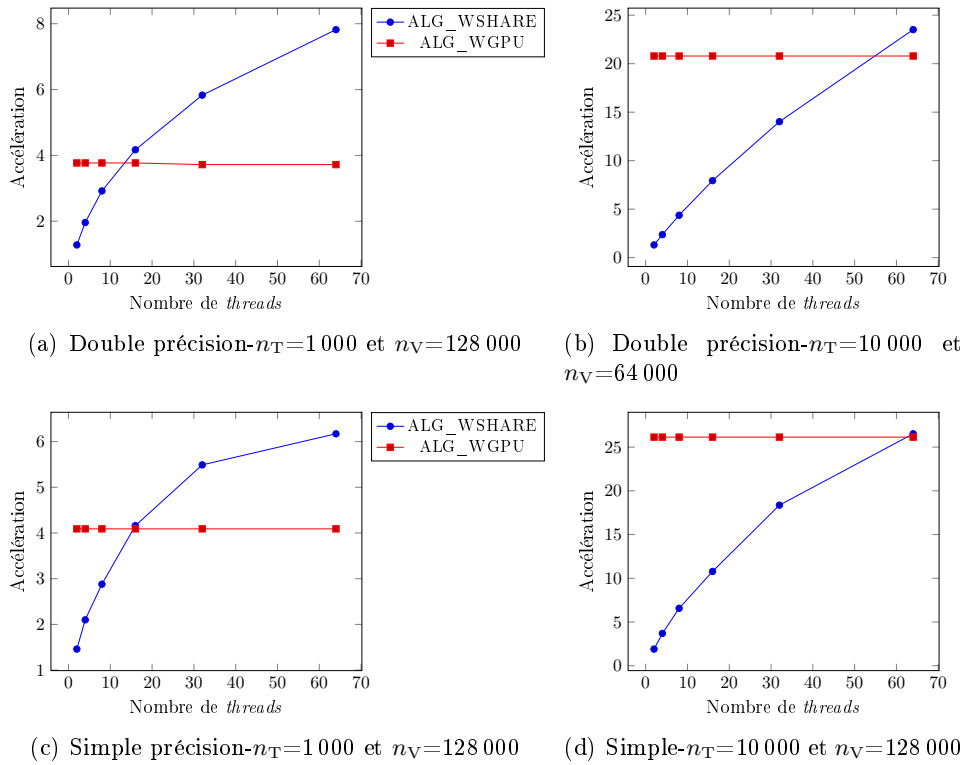 8
6
4
2
Accélération
0 10 20 30 40 50 60 70
Nombre de threads
ALG_WSHARE
ALG_WGPU
(a) Double précision-nT=1 000 et nV=128 000
25
20
15
10
5
0
Accélération
0 10 20 30 40 50 60 70
Nombre de threads
(b) Double précision-nT=10 000 et
nV=64 000
6
5
4
3
2
1
Accélération
0 10 20 30 40 50 60 70
Nombre de threads
ALG_WSHARE
ALG_WGPU
(c) Simple précision-nT=1 000 et nV=128 000
25
20
15
10
5
0
Accélération
0 10 20 30 40 50 60 70
Nombre de threads
(d) Simple-nT=10 000 et nV=128 000